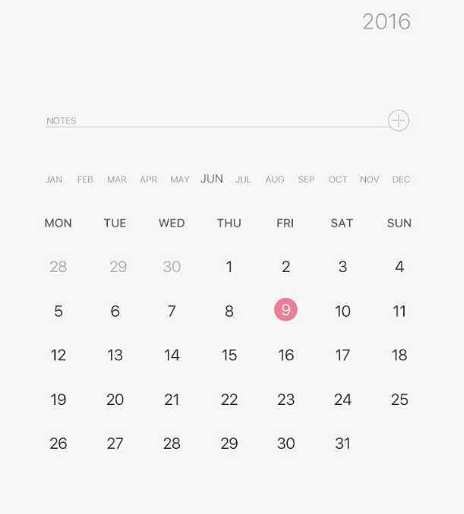 2016
NOTES
JAN FEB MAR APR MAY JUN JUL AUG SEP OCT NOV DEC
MON TUE WED THU FRI SAT SUN
28 29 30 1 2 3 4
5 6 7 8 9 10 11
12 13 14 15 16 17 18
19 20 21 22 23 24 25
26 27 28 29 30 31